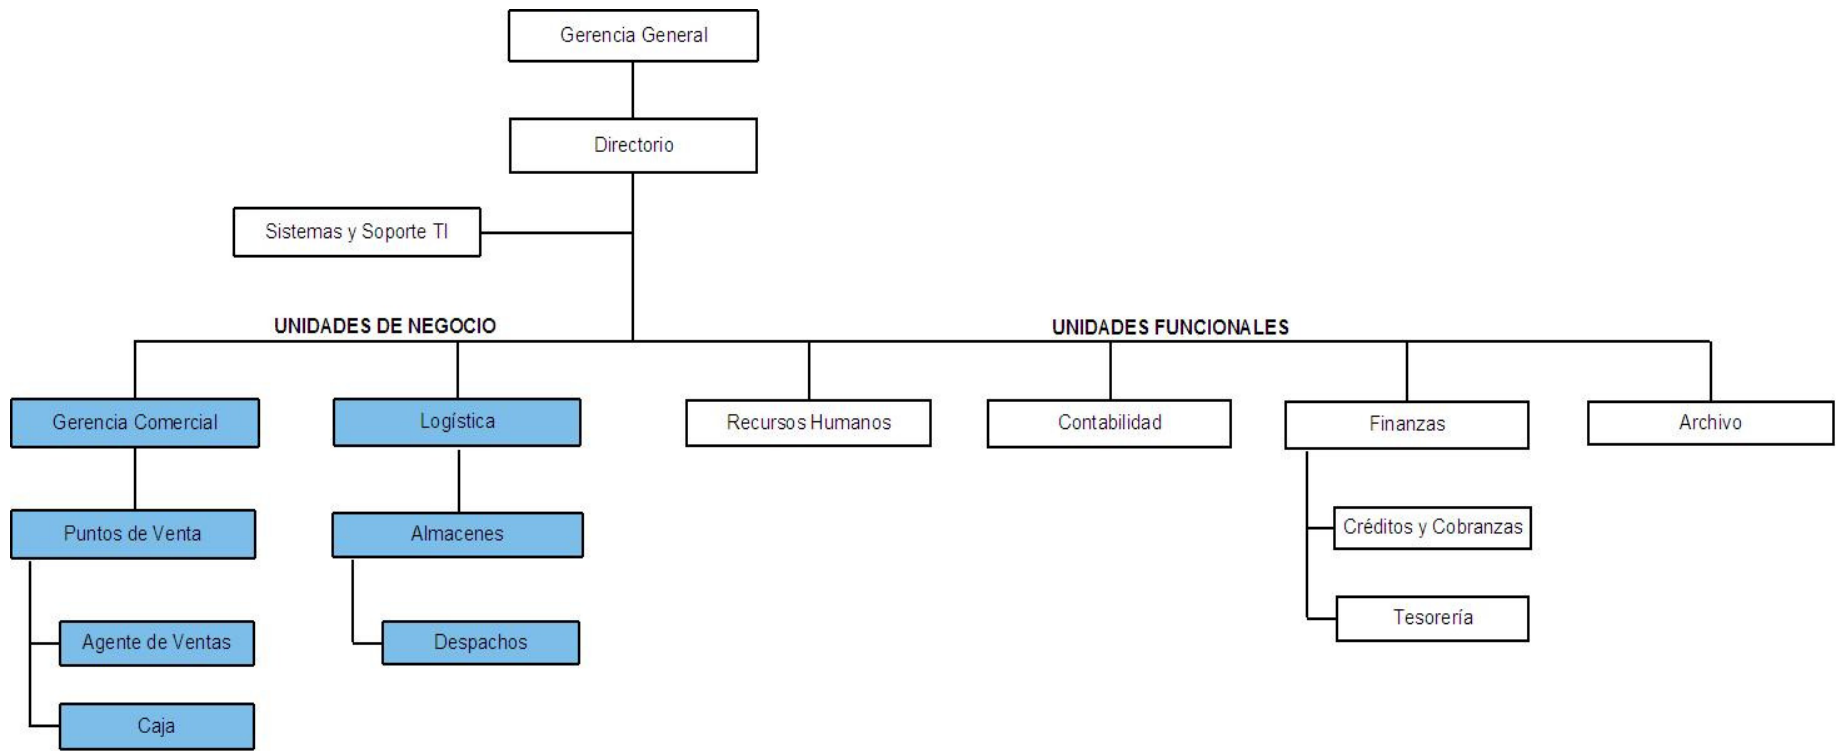 Gerencia General
Directorio
Sistemas y Soporte TI
UNIDADES DE NEGOCIO
UNIDADES FUNCIONALES
Gerencia Comercial
Logística
Recursos Humanos
Contabilidad
Finanzas
Archivo
Puntos de Venta
Almacenes
Créditos y Cobranzas
Agente de Ventas
Despachos
Tesorería
Caja